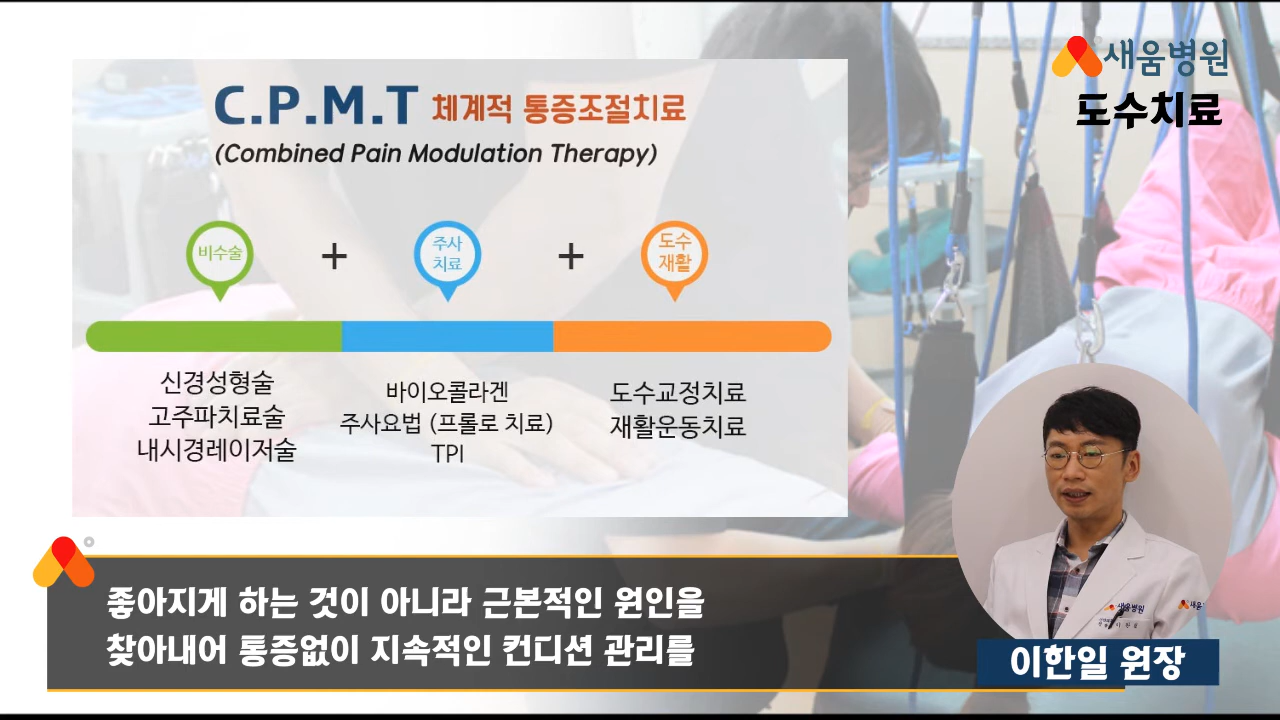 새움병원
도수치료
C.P.M.T 체계적 통증조절치료
(Combined Pain Modulation Therapy)
비수술
+
주사
치료
+
도수
재활
신경성형술
고주파치료술
내시경레이저술
바이오콜라겐
주사요법 (프롤로 치료)
TPI
도수교정치료
재활운동치료
좋아지게 하는 것이 아니라 근본적인 원인을
찾아내어 통증없이 지속적인 컨디션 관리를
새움병원
이한일 원장